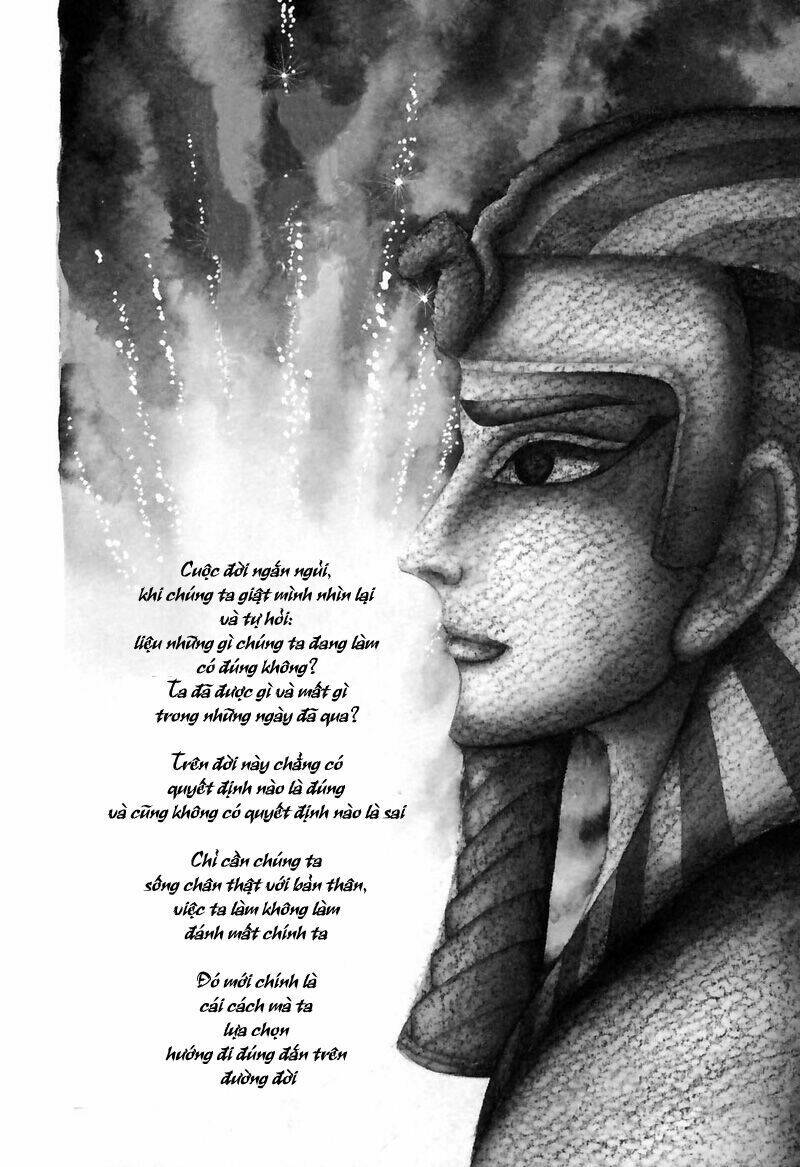 Cuộc đời ngắn ngủi,
khi chúng ta giật mình nhìn lại
và tự hỏi:
liệu những gì chúng ta đang làm
có đúng không?
Ta đã được gì và mất gì
trong những ngày đã qua?
Trên đời này chẳng có
quyết định nào là đúng
và cũng không có quyết định nào là sai
Chỉ cần chúng ta
sống chân thật với bản thân,
việc ta làm không làm
đánh mất chính ta
Đó mới chính là
cái cách mà ta
lựa chọn
hướng đi đúng đắn trên
đường đời